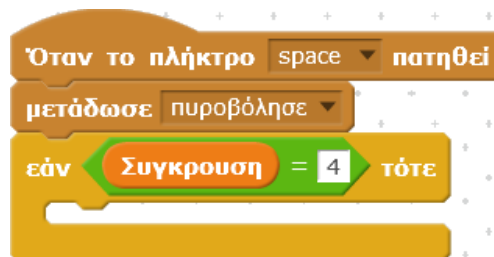 Όταν το πλήκτρο space πατηθεί
μετάδωσε πυροβόλησε
εάν Συγκρουση = 4 τότε